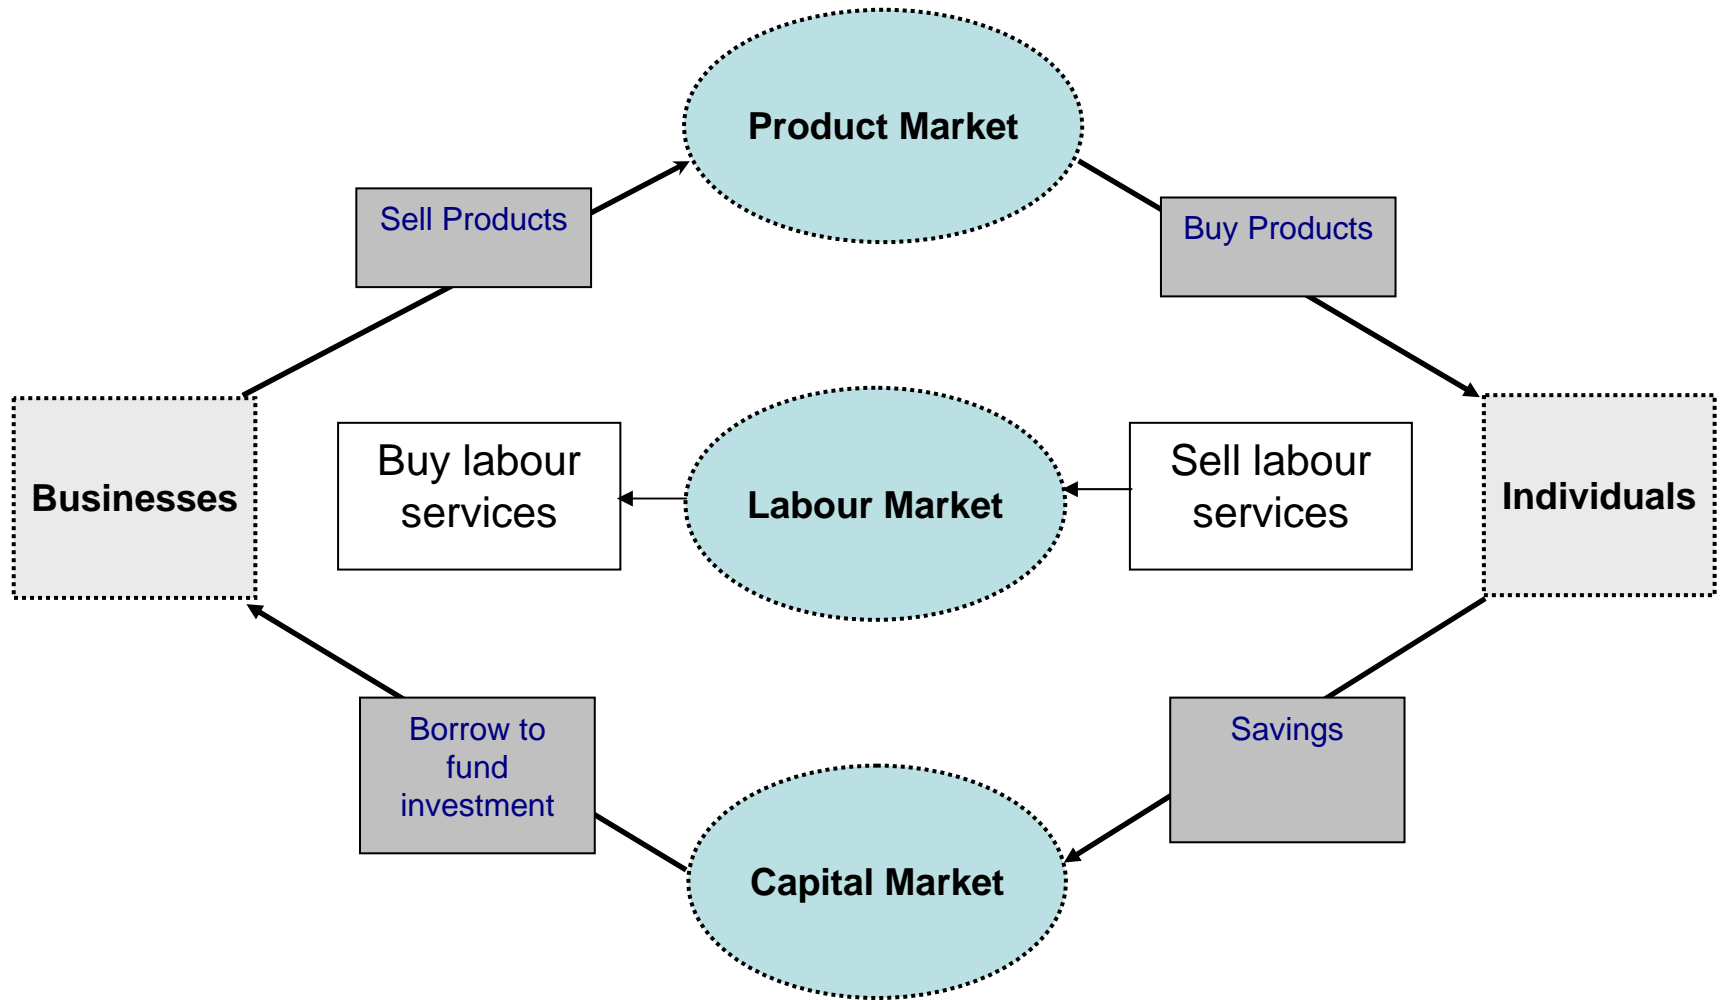 Product Market
Sell Products
Buy Products
Businesses
Buy labour
services
Labour Market
Sell labour
services
Individuals
Borrow to
fund
investment
Savings
Capital Market